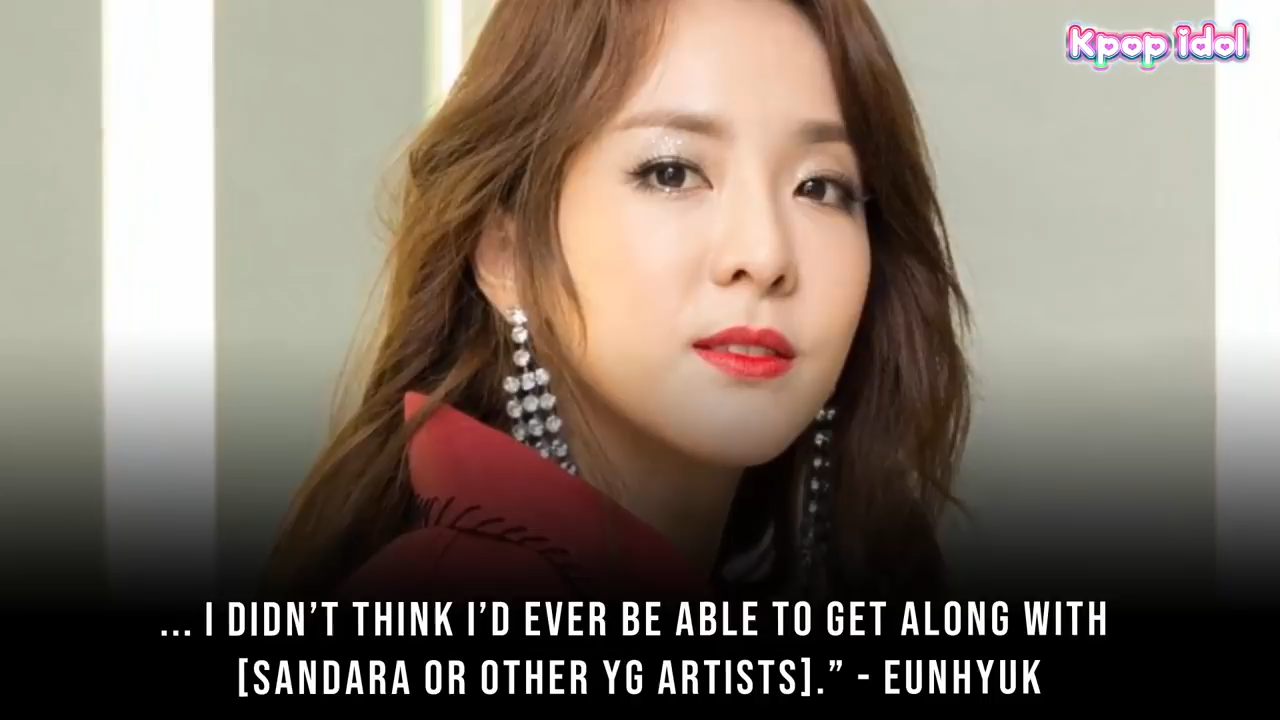 Kpop idol
... I DIDN’T THINK I’D EVER BE ABLE TO GET ALONG WITH
[SANDARA OR OTHER YG ARTISTS].” - EUNHYUK